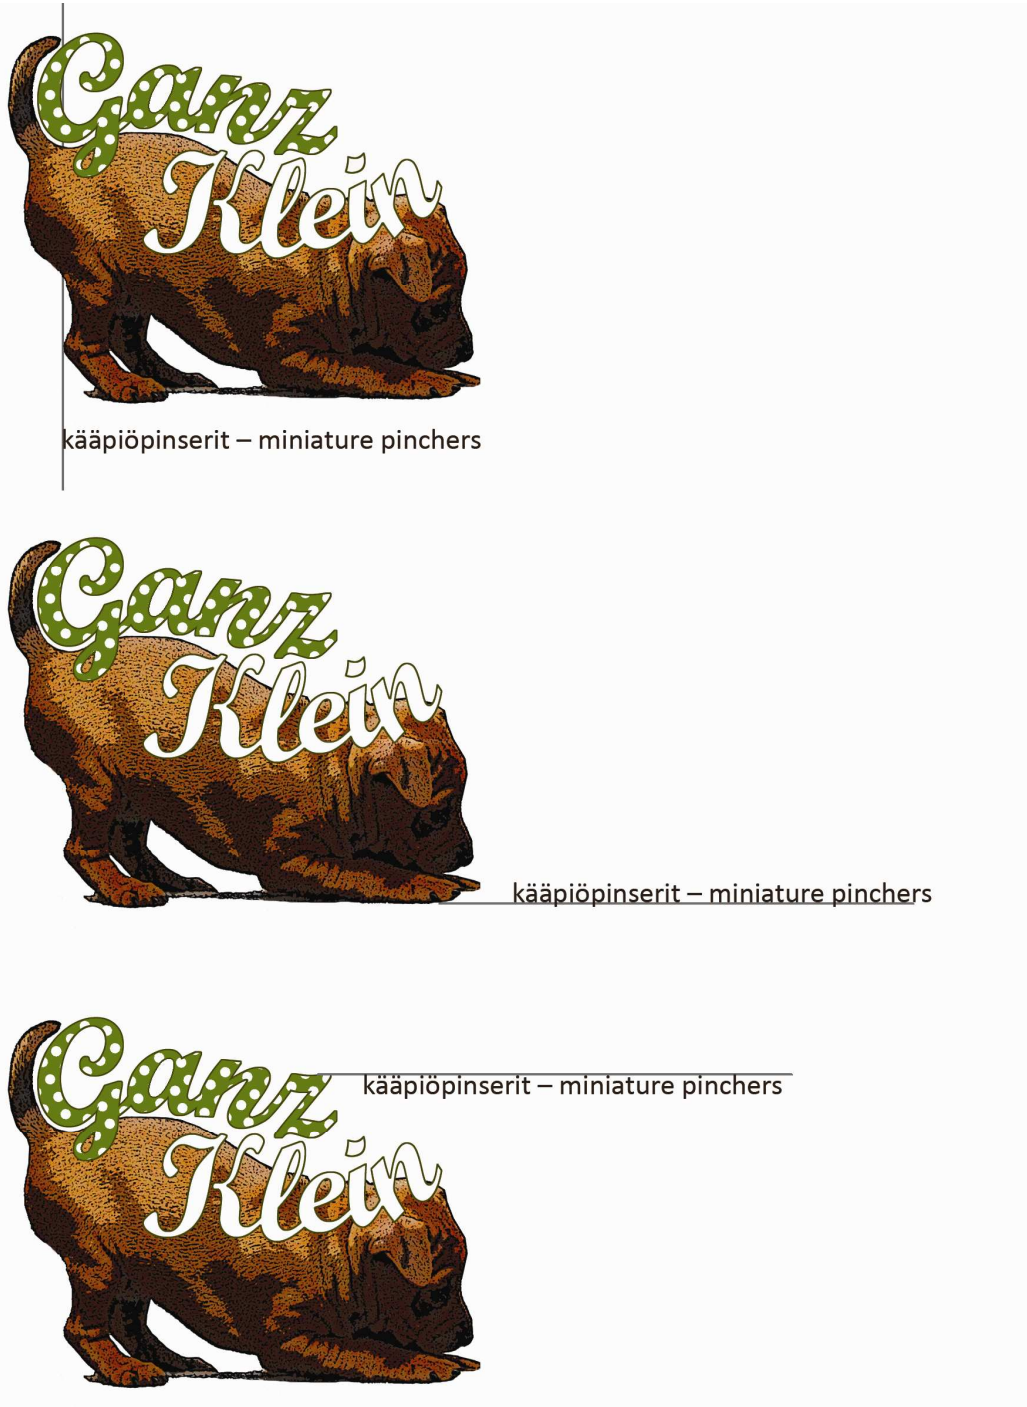 Ganz
Klein
kääpiöpinserit – miniature pinchers
Ganz
Klein
kääpiöpinserit – miniature pinchers
Ganz
kääpiöpinserit – miniature pinchers
Klein